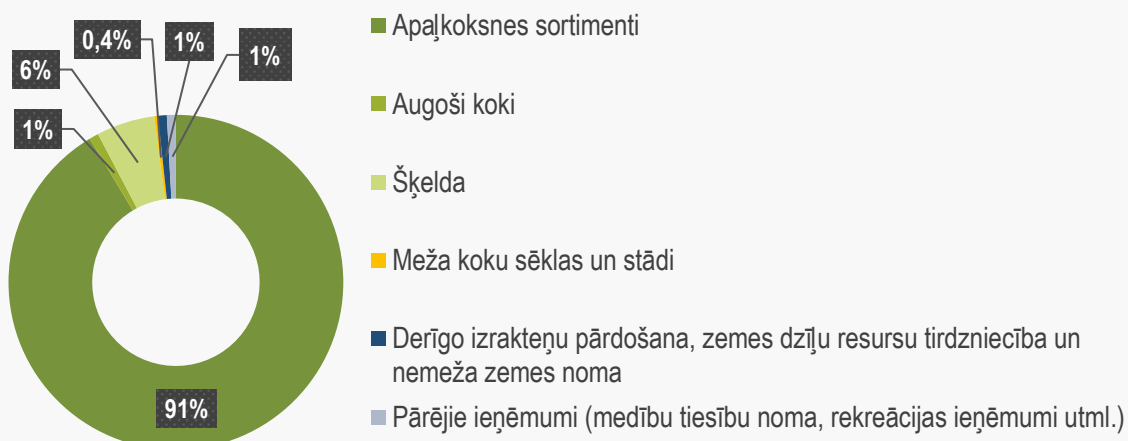 0,4%
1%
1%
6%
1%
91%
Apaļkoksnes sortimenti
Augoši koki
Šķelda
Meža koku sēklas un stādi
Derīgo izrakteņu pārdošana, zemes dzīļu resursu tirdzniecība un
nemeža zemes noma
Pārējie ieņēmumi (medību tiesību noma, rekreācijas ieņēmumi utml.)